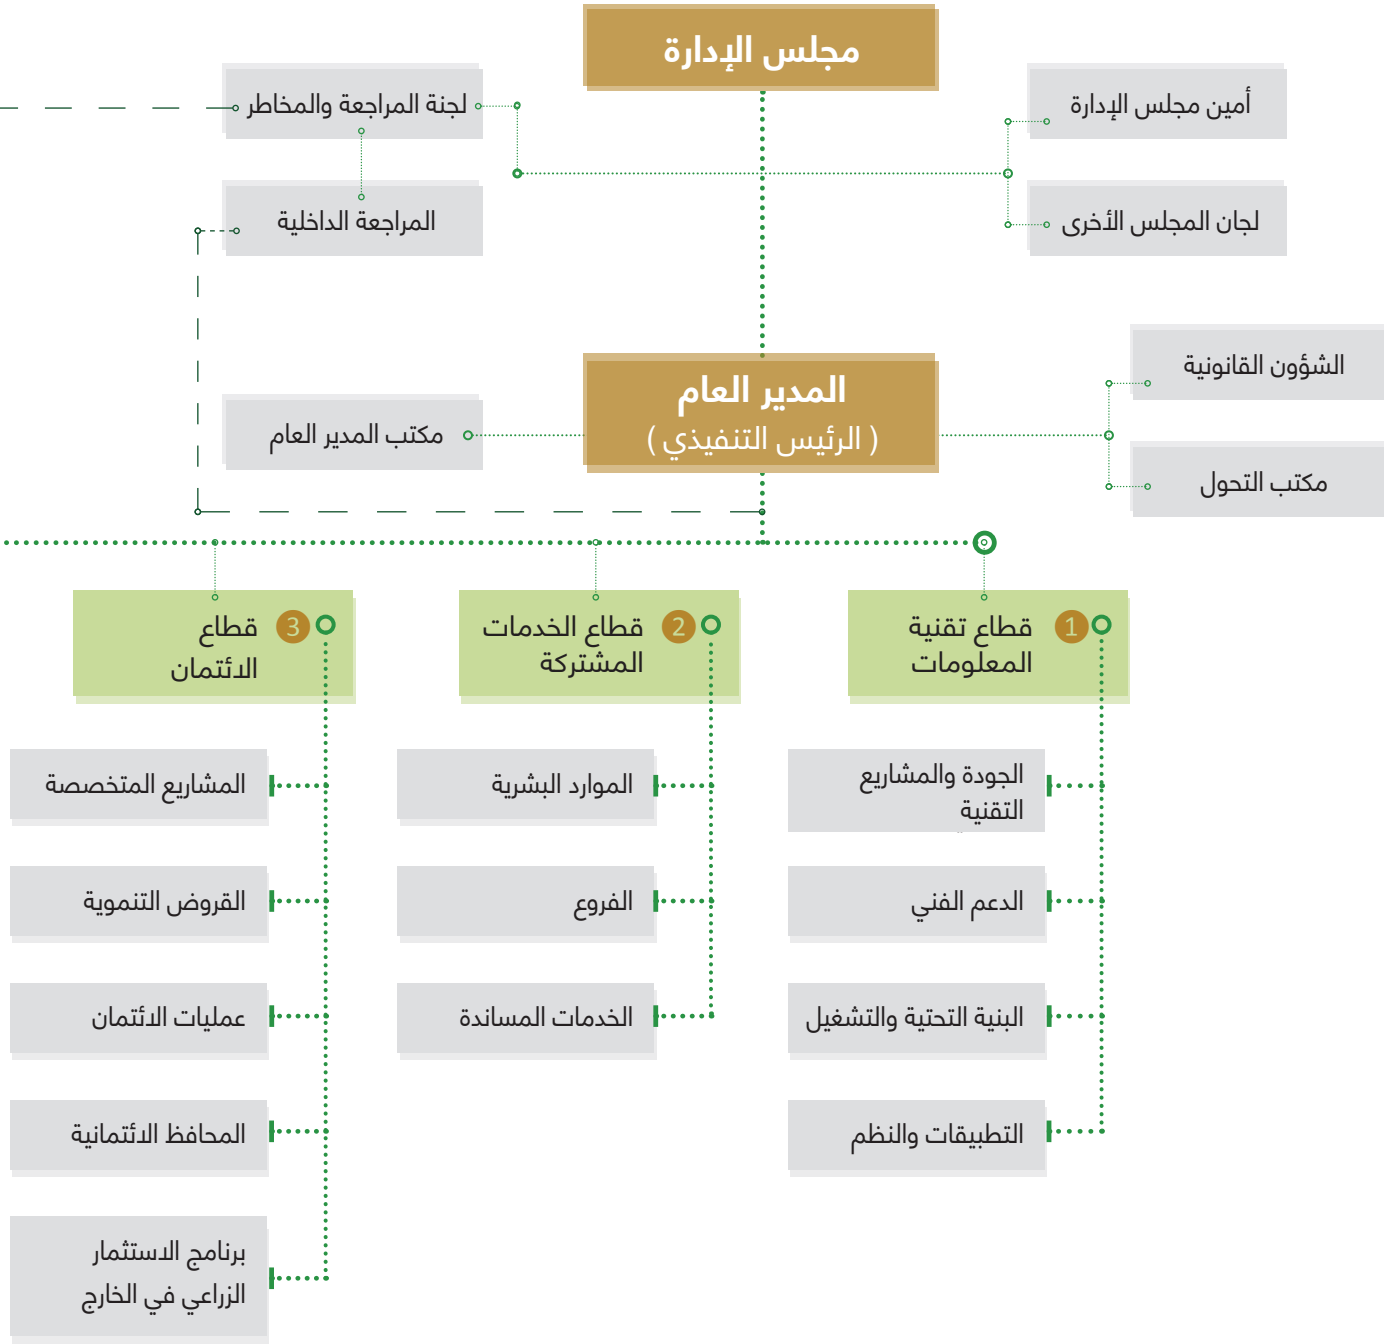 مجلس الإدارة
أمين مجلس الإدارة
لجنة المراجعة والمخاطر
لجان المجلس الأخرى
المراجعة الداخلية
الشؤون القانونية
المدير العام
( الرئيس التنفيذي )
مكتب المدير العام
مكتب التحول
1
قطاع تقنية
المعلومات
الجودة والمشاريع
التقنية
الدعم الفني
البنية التحتية والتشغيل
التطبيقات والنظم
2
قطاع الخدمات
المشتركة
الموارد البشرية
الفروع
الخدمات المساندة
3
قطاع
الائتمان
المشاريع المتخصصة
القروض التنموية
عمليات الائتمان
المحافظ الائتمانية
برنامج الاستثمار
الزراعي في الخارج